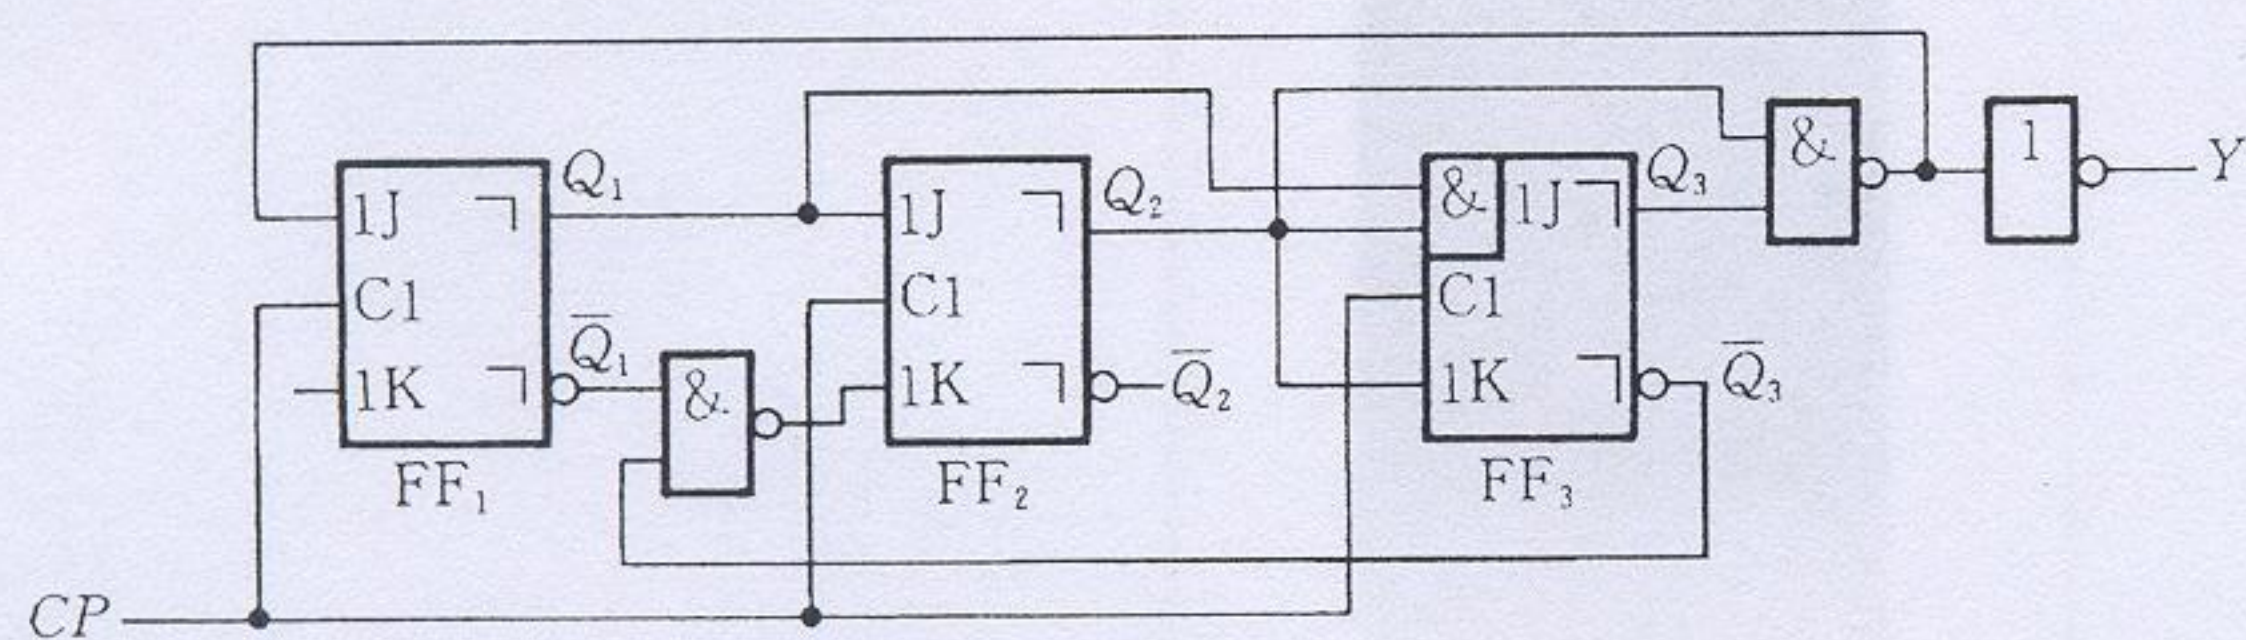 Q₁ Q₂ Q₃ & 1 Y
1J 1J & 1J
C1 C1 C1
Q̅₁ & Q̅₂ Q̅₃
1K 1K 1K
FF₁ FF₂ FF₃
CP